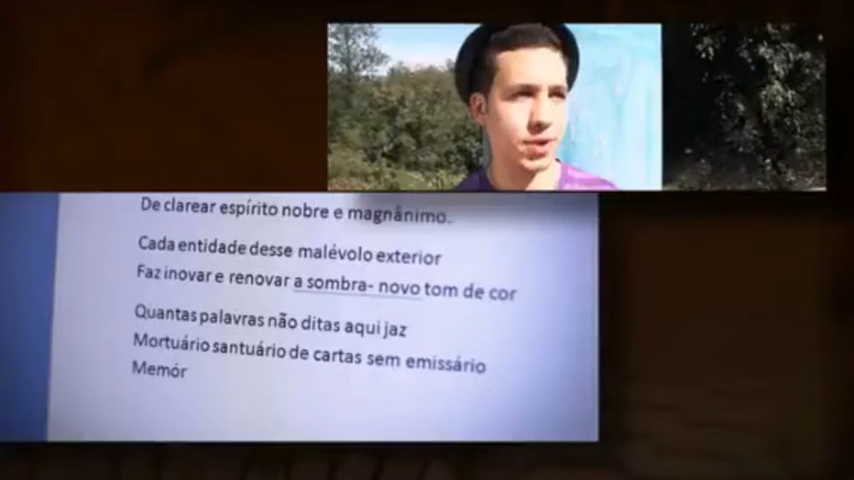 De clarear espírito nobre e magnânimo.
Cada entidade desse malévolo exterior
Faz inovar e renovar a sombra- novo tom de cor
Quantas palavras não ditas aqui jaz
Mortuário santuário de cartas sem emissário
Memór